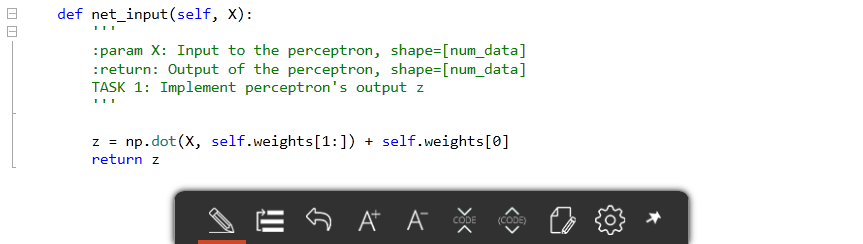 def net_input(self, X):
'''
:param X: Input to the perceptron, shape=[num_data]
:return: Output of the perceptron, shape=[num_data]
TASK 1: Implement perceptron's output z
'''
z = np.dot(X, self.weights[1:]) + self.weights[0]
return z
A+ A- CODE (CODE)